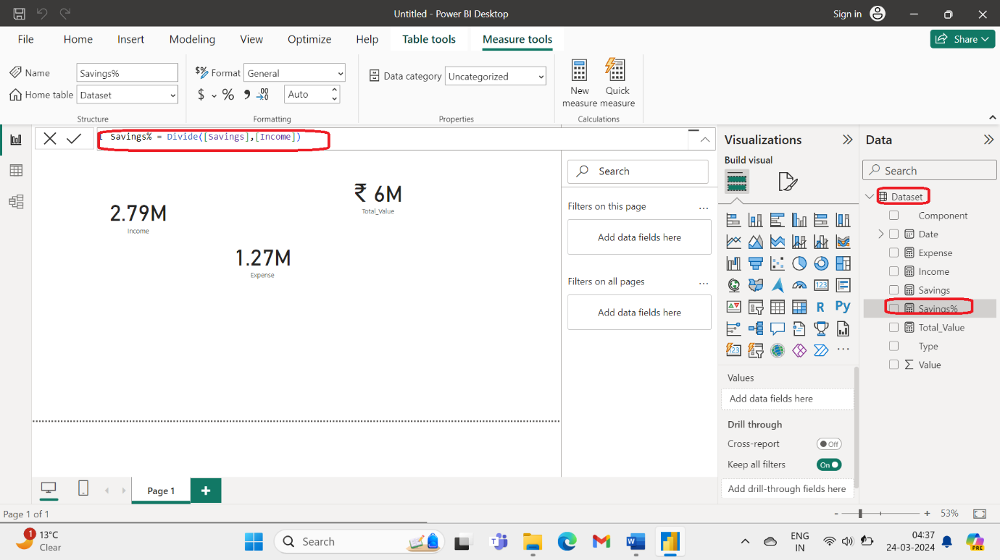 Untitled - Power BI Desktop
Sign in
File
Home
Insert
Modeling
View
Optimize
Help
Table tools
Measure tools
Share
Name
Savings%
Home table
Dataset
Structure
$% Format
General
$ % 9 .00
Auto
Formatting
Data category
Uncategorized
Properties
New
measure
Quick
measure
Calculations
1 Savings% = Divide([Savings],[Income])
2.79M
Income
₹ 6M
Total_Value
1.27M
Expense
Search
Filters on this page
...
Add data fields here
Filters on all pages
...
Add data fields here
Visualizations
Build visual
123
R
Py
123
...
Values
Add data fields here
Drill through
Cross-report
Off
Keep all filters
On
Add drill-through fields here
Data
Search
Dataset
Component
Date
Expense
Income
Savings
Savings%
Total_Value
Type
Σ Value
Page 1
+
Page 1 of 1
- + 53%
1
13°C
Clear
Search
ENG
IN
04:37
24-03-2024
PRE